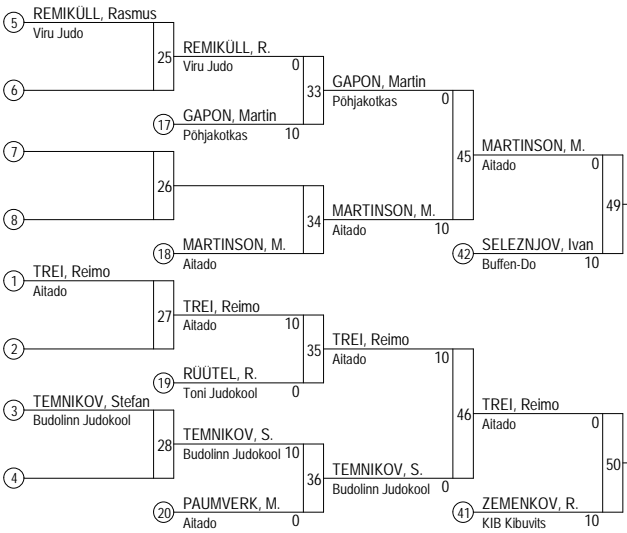 5 REMIKÜLL, Rasmus
Viru Judo
25 REMIKÜLL, R.
Viru Judo 0
6
33 GAPON, Martin
Põhjakotkas 0
17 GAPON, Martin
Põhjakotkas 10
7
45 MARTINSON, M.
Aitado 0
26
8
34 MARTINSON, M.
Aitado 10
49
18 MARTINSON, M.
Aitado
42 SELEZNJOV, Ivan
Buffen-Do 10
1 TREI, Reimo
Aitado
27 TREI, Reimo
Aitado 10
2
35 TREI, Reimo
Aitado 10
19 RÜÜTEL, R.
Toni Judokool 0
3 TEMNIKOV, Stefan
Budolinn Judokool
46 TREI, Reimo
Aitado 0
28 TEMNIKOV, S.
Budolinn Judokool 10
4
36 TEMNIKOV, S.
Budolinn Judokool 0
50
20 PAUMVERK, M.
Aitado 0
41 ZEMENKOV, R.
KIB Kibuvits 10